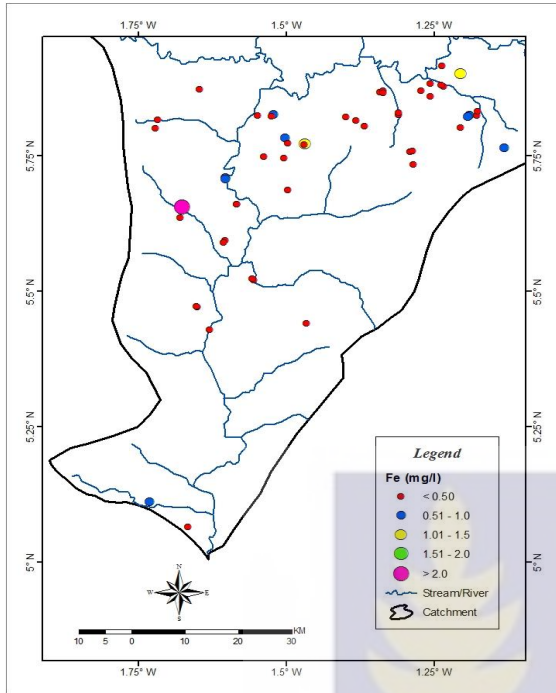 1.75° W 1.5° W 1.25° W
5.75° N 5.75° N
5.5° N 5.5° N
5.25° N 5.25° N
5° N 5° N
Legend
Fe (mg/l)
< 0.50
0.51 - 1.0
1.01 - 1.5
1.51 - 2.0
> 2.0
Stream/River
Catchment
N
W E
S
KM
10 5 0 10 20 30
1.75° W 1.5° W 1.25° W